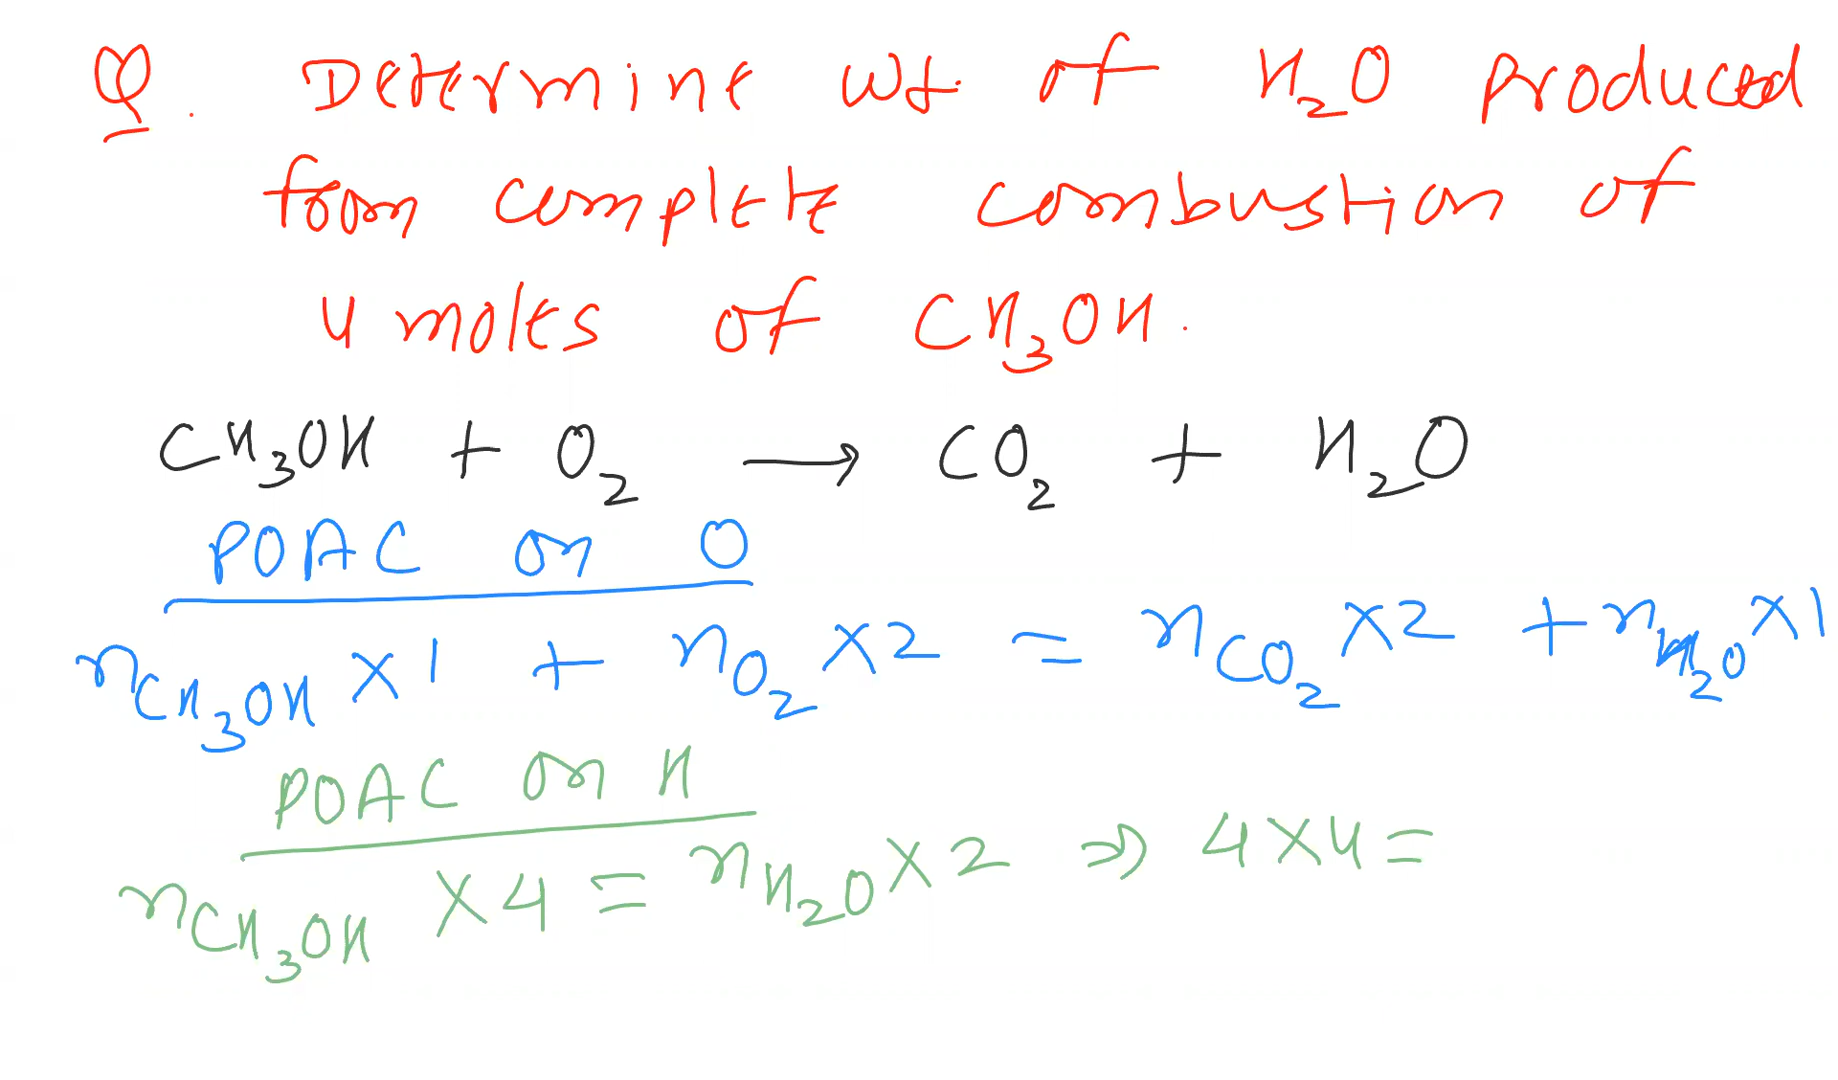 Q. Determine wt. of H₂O produced
from complete combustion of
4 moles of CH₃OH.
CH₃OH + O₂ → CO₂ + H₂O
POAC on O
nCH₃OH X 1 + nO₂ X 2 = nCO₂ X 2 + nH₂O X 1
POAC on H
nCH₃OH X 4 = nH₂O X 2 ⇒ 4 X 4 =